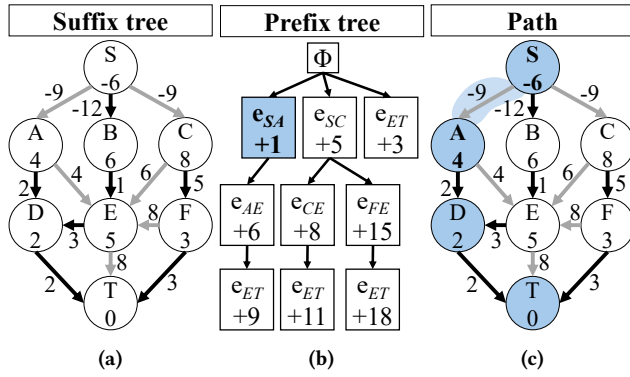 Suffix tree
Prefix tree
Path
S
-6
-9
-12
-9
A
4
B
6
C
8
2
4
1
6
5
D
2
E
5
F
3
3
8
2
8
3
T
0
(a)
Φ
e_SA
+1
e_SC
+5
e_ET
+3
e_AE
+6
e_CE
+8
e_FE
+15
e_ET
+9
e_ET
+11
e_ET
+18
(b)
S
-6
-9
-12
-9
A
4
B
6
C
8
2
4
1
6
5
D
2
E
5
F
3
3
8
2
8
3
T
0
(c)